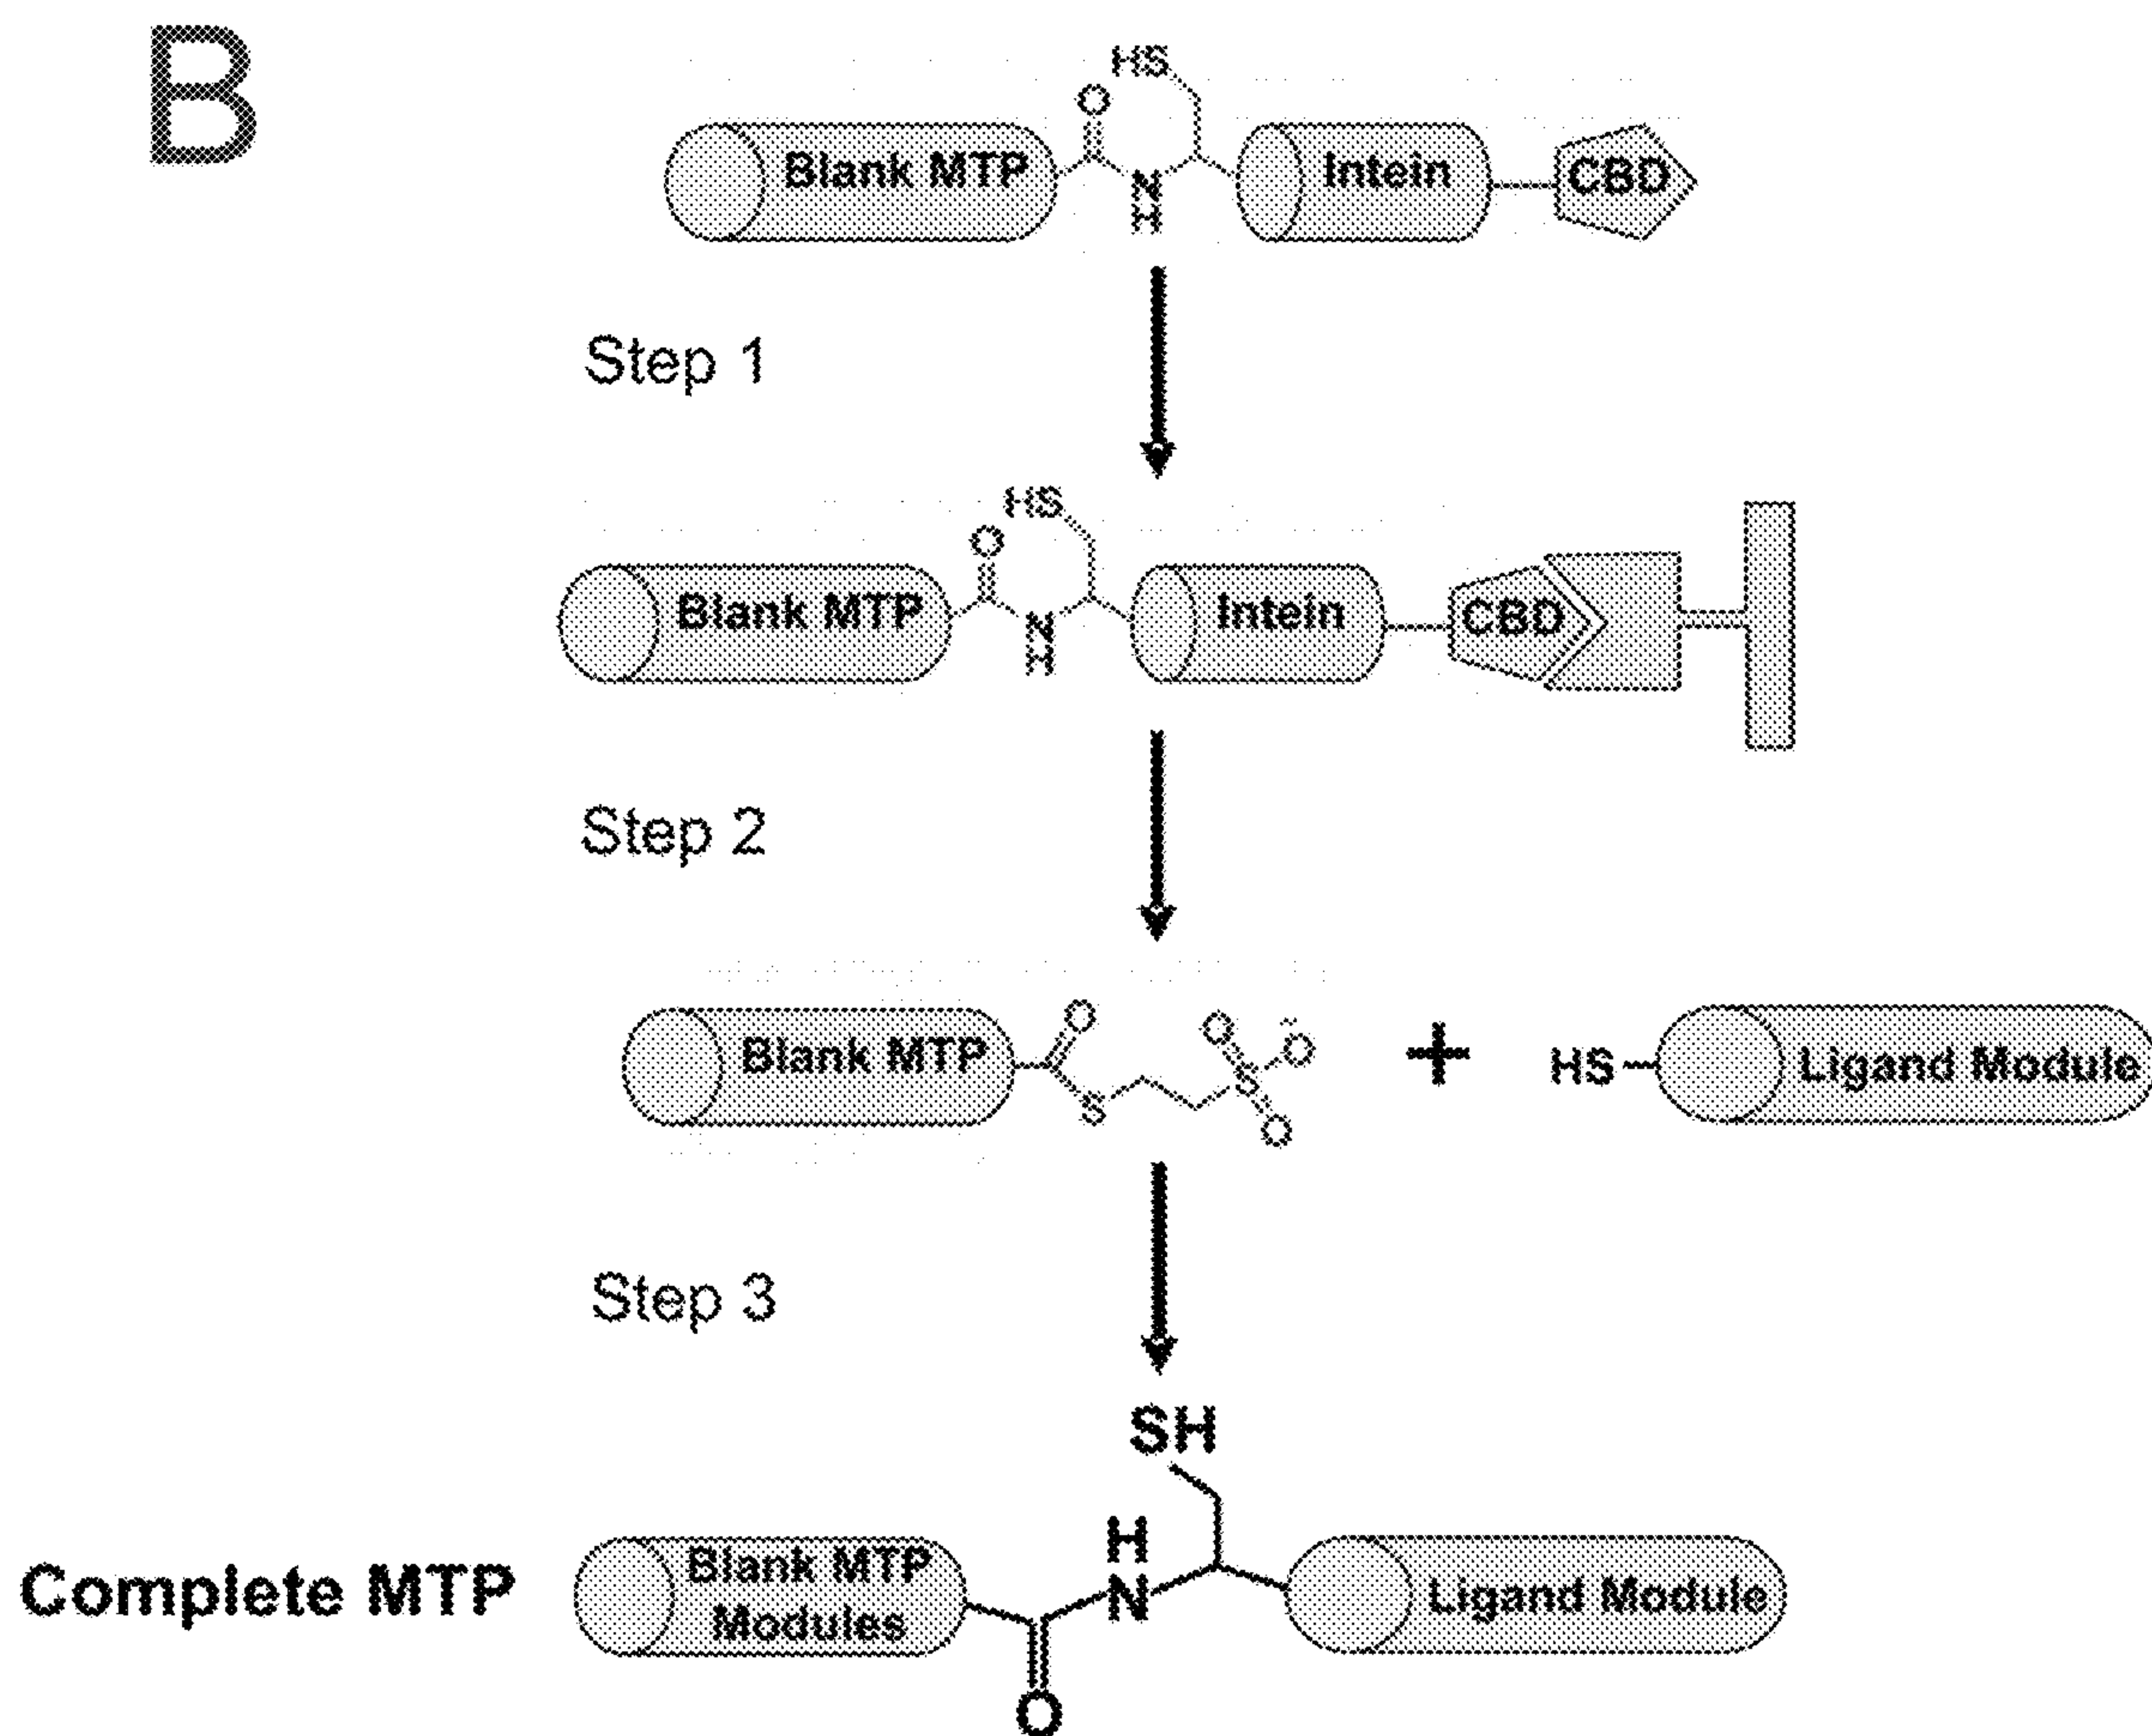 B
HS
O
Blank MTP
N
H
Intein
CBD
Step 1
HS
O
Blank MTP
N
H
Intein
CBD
Step 2
Blank MTP
O
S
O
S
O
-
O
+
HS
Ligand Module
Step 3
SH
Complete MTP
Blank MTP
Modules
H
N
O
Ligand Module